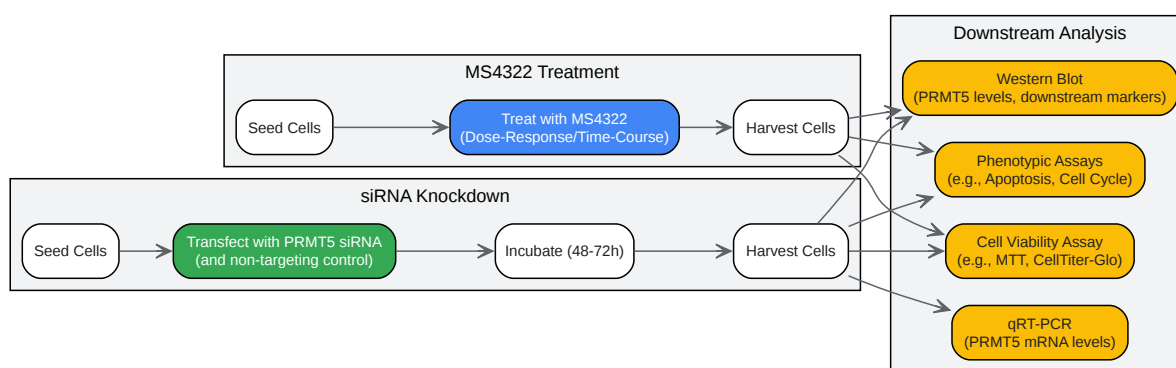 MS4322 Treatment
Seed Cells
Treat with MS4322
(Dose-Response/Time-Course)
Harvest Cells
siRNA Knockdown
Seed Cells
Transfect with PRMT5 siRNA
(and non-targeting control)
Incubate (48-72h)
Harvest Cells
Downstream Analysis
Western Blot
(PRMT5 levels, downstream markers)
Phenotypic Assays
(e.g., Apoptosis, Cell Cycle)
Cell Viability Assay
(e.g., MTT, CellTiter-Glo)
qRT-PCR
(PRMT5 mRNA levels)